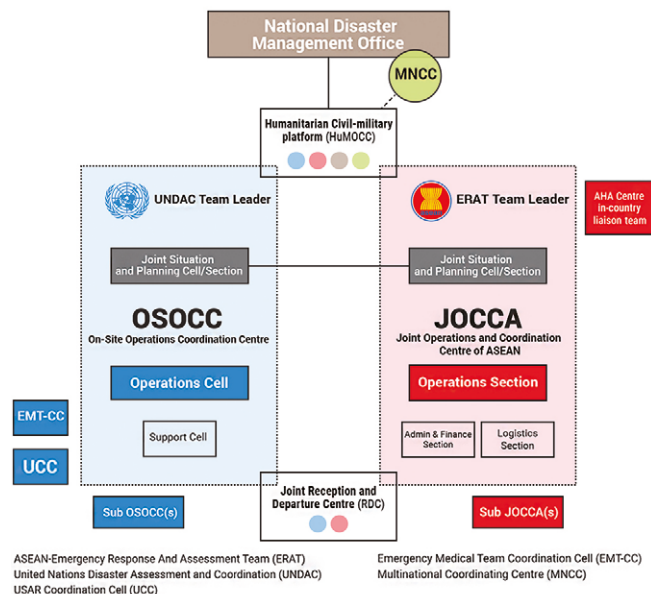 National Disaster
Management Office
MNCC
Humanitarian Civil-military
platform (HuMOCC)
UNDAC Team Leader
ERAT Team Leader
AHA Centre
in-country
liaison team
Joint Situation
and Planning Cell/Section
Joint Situation
and Planning Cell/Section
OSOCC
On-Site Operations Coordination Centre
JOCCA
Joint Operations and Coordination
Centre of ASEAN
Operations Cell
Operations Section
EMT-CC
Support Cell
Admin & Finance
Section
Logistics
Section
UCC
Joint Reception and
Departure Centre (RDC)
Sub OSOCC(s)
Sub JOCCA(s)
ASEAN-Emergency Response And Assessment Team (ERAT)
United Nations Disaster Assessment and Coordination (UNDAC)
USAR Coordination Cell (UCC)
Emergency Medical Team Coordination Cell (EMT-CC)
Multinational Coordinating Centre (MNCC)